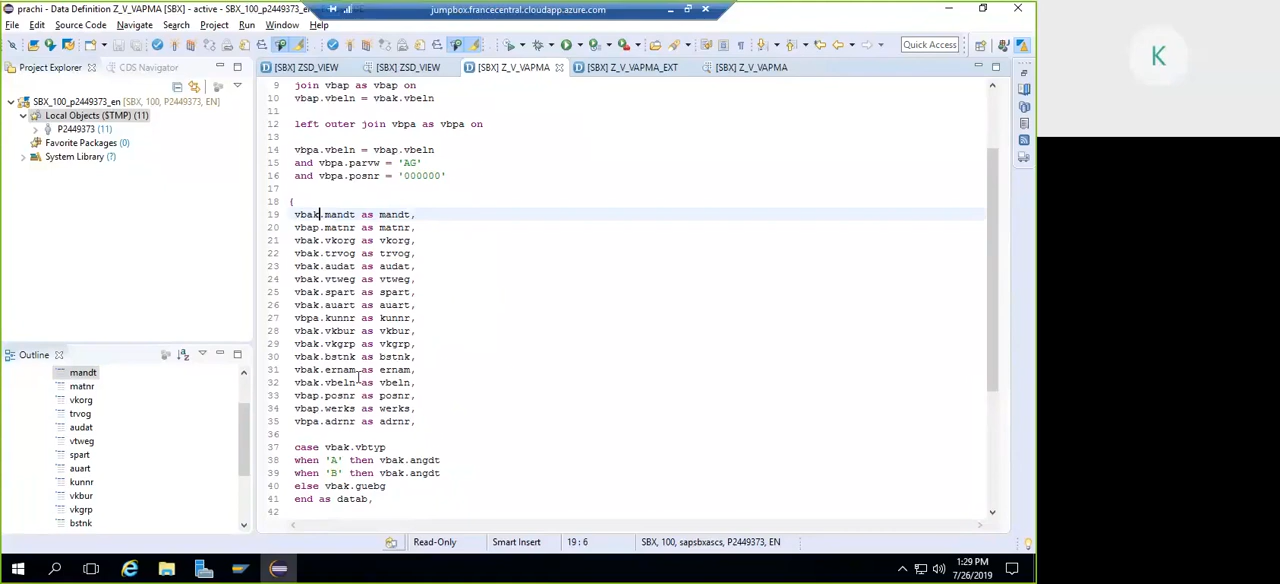 prachi - Data Definition Z_V_VAPMA [SBX] - active - SBX_100_p2449373
jumpbox.francecentral.cloudapp.azure.com
File Edit Source Code Navigate Search Project Run Window Help
Quick Access
Project Explorer CDS Navigator
[SBX] ZSD_VIEW [SBX] ZSD_VIEW [SBX] Z_V_VAPMA [SBX] Z_V_VAPMA_EXT [SBX] Z_V_VAPMA
SBX_100_p2449373_en (SBX, 100, P2449373, EN)
Local Objects ($TMP) (11)
P2449373 (11)
Favorite Packages (0)
System Library (?)
9 join vbap as vbap on
10 vbap.vbeln = vbak.vbeln
11
12 left outer join vbpa as vbpa on
13
14 vbpa.vbeln = vbap.vbeln
15 and vbpa.parvw = 'AG'
16 and vbpa.posnr = '000000'
17
18 {
19 vbak.mandt as mandt,
20 vbap.matnr as matnr,
21 vbak.vkorg as vkorg,
22 vbak.trvog as trvog,
23 vbak.audat as audat,
24 vbak.vtweg as vtweg,
25 vbak.spart as spart,
26 vbak.auart as auart,
27 vbpa.kunnr as kunnr,
28 vbak.vkbur as vkbur,
29 vbak.vkgrp as vkgrp,
30 vbak.bstnk as bstnk,
31 vbak.ernam as ernam,
32 vbak.vbeln as vbeln,
33 vbap.posnr as posnr,
34 vbap.werks as werks,
35 vbpa.adrnr as adrnr,
36
37 case vbak.vbtyp
38 when 'A' then vbak.angdt
39 when 'B' then vbak.angdt
40 else vbak.guebg
41 end as datab,
42
Outline
mandt
matnr
vkorg
trvog
audat
vtweg
spart
auart
kunnr
vkbur
vkgrp
bstnk
Read-Only Smart Insert 19 : 6 SBX, 100, sapsbxascs, P2449373, EN
1:29 PM
7/26/2019
K